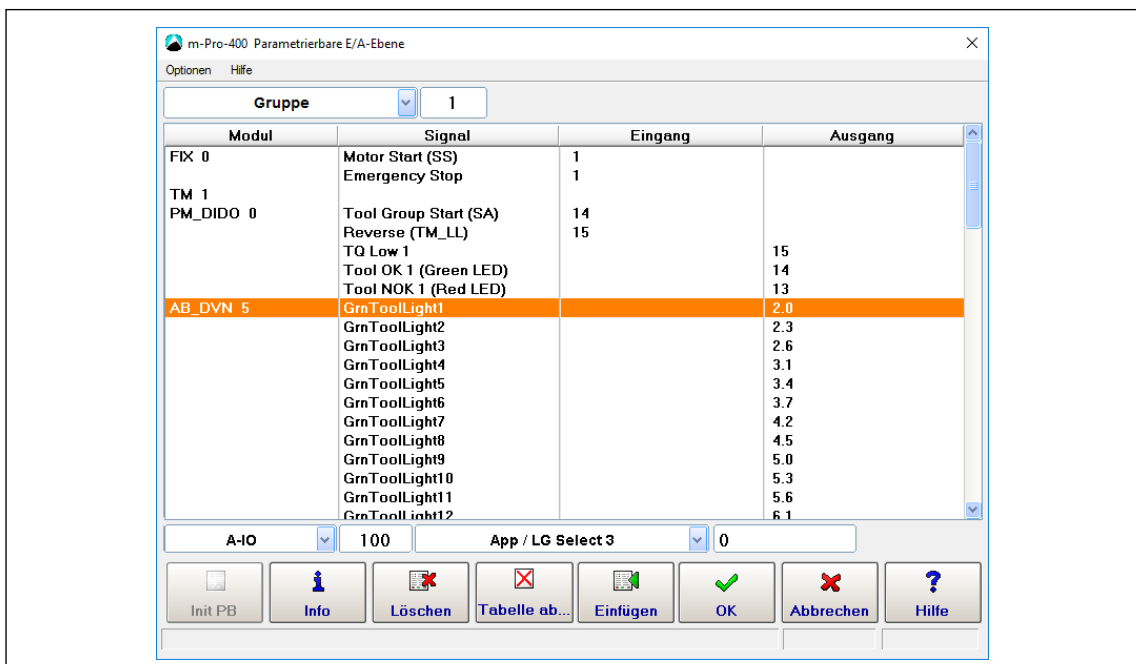 m-Pro-400 Parametrierbare E/A-Ebene
Optionen Hilfe
Gruppe 1
Modul Signal Eingang Ausgang
FIX 0 Motor Start (SS) 1
Emergency Stop 1
TM 1
PM_DIDO 0 Tool Group Start (SA) 14
Reverse (TM_LL) 15
TQ Low 1 15
Tool OK 1 (Green LED) 14
Tool NOK 1 (Red LED) 13
AB_DVN 5 GrnToolLight1 2.0
GrnToolLight2 2.3
GrnToolLight3 2.6
GrnToolLight4 3.1
GrnToolLight5 3.4
GrnToolLight6 3.7
GrnToolLight7 4.2
GrnToolLight8 4.5
GrnToolLight9 5.0
GrnToolLight10 5.3
GrnToolLight11 5.6
GrnToolLight12 6.1
A-IO 100 App / LG Select 3 0
Init PB Info Löschen Tabelle ab... Einfügen OK Abbrechen Hilfe